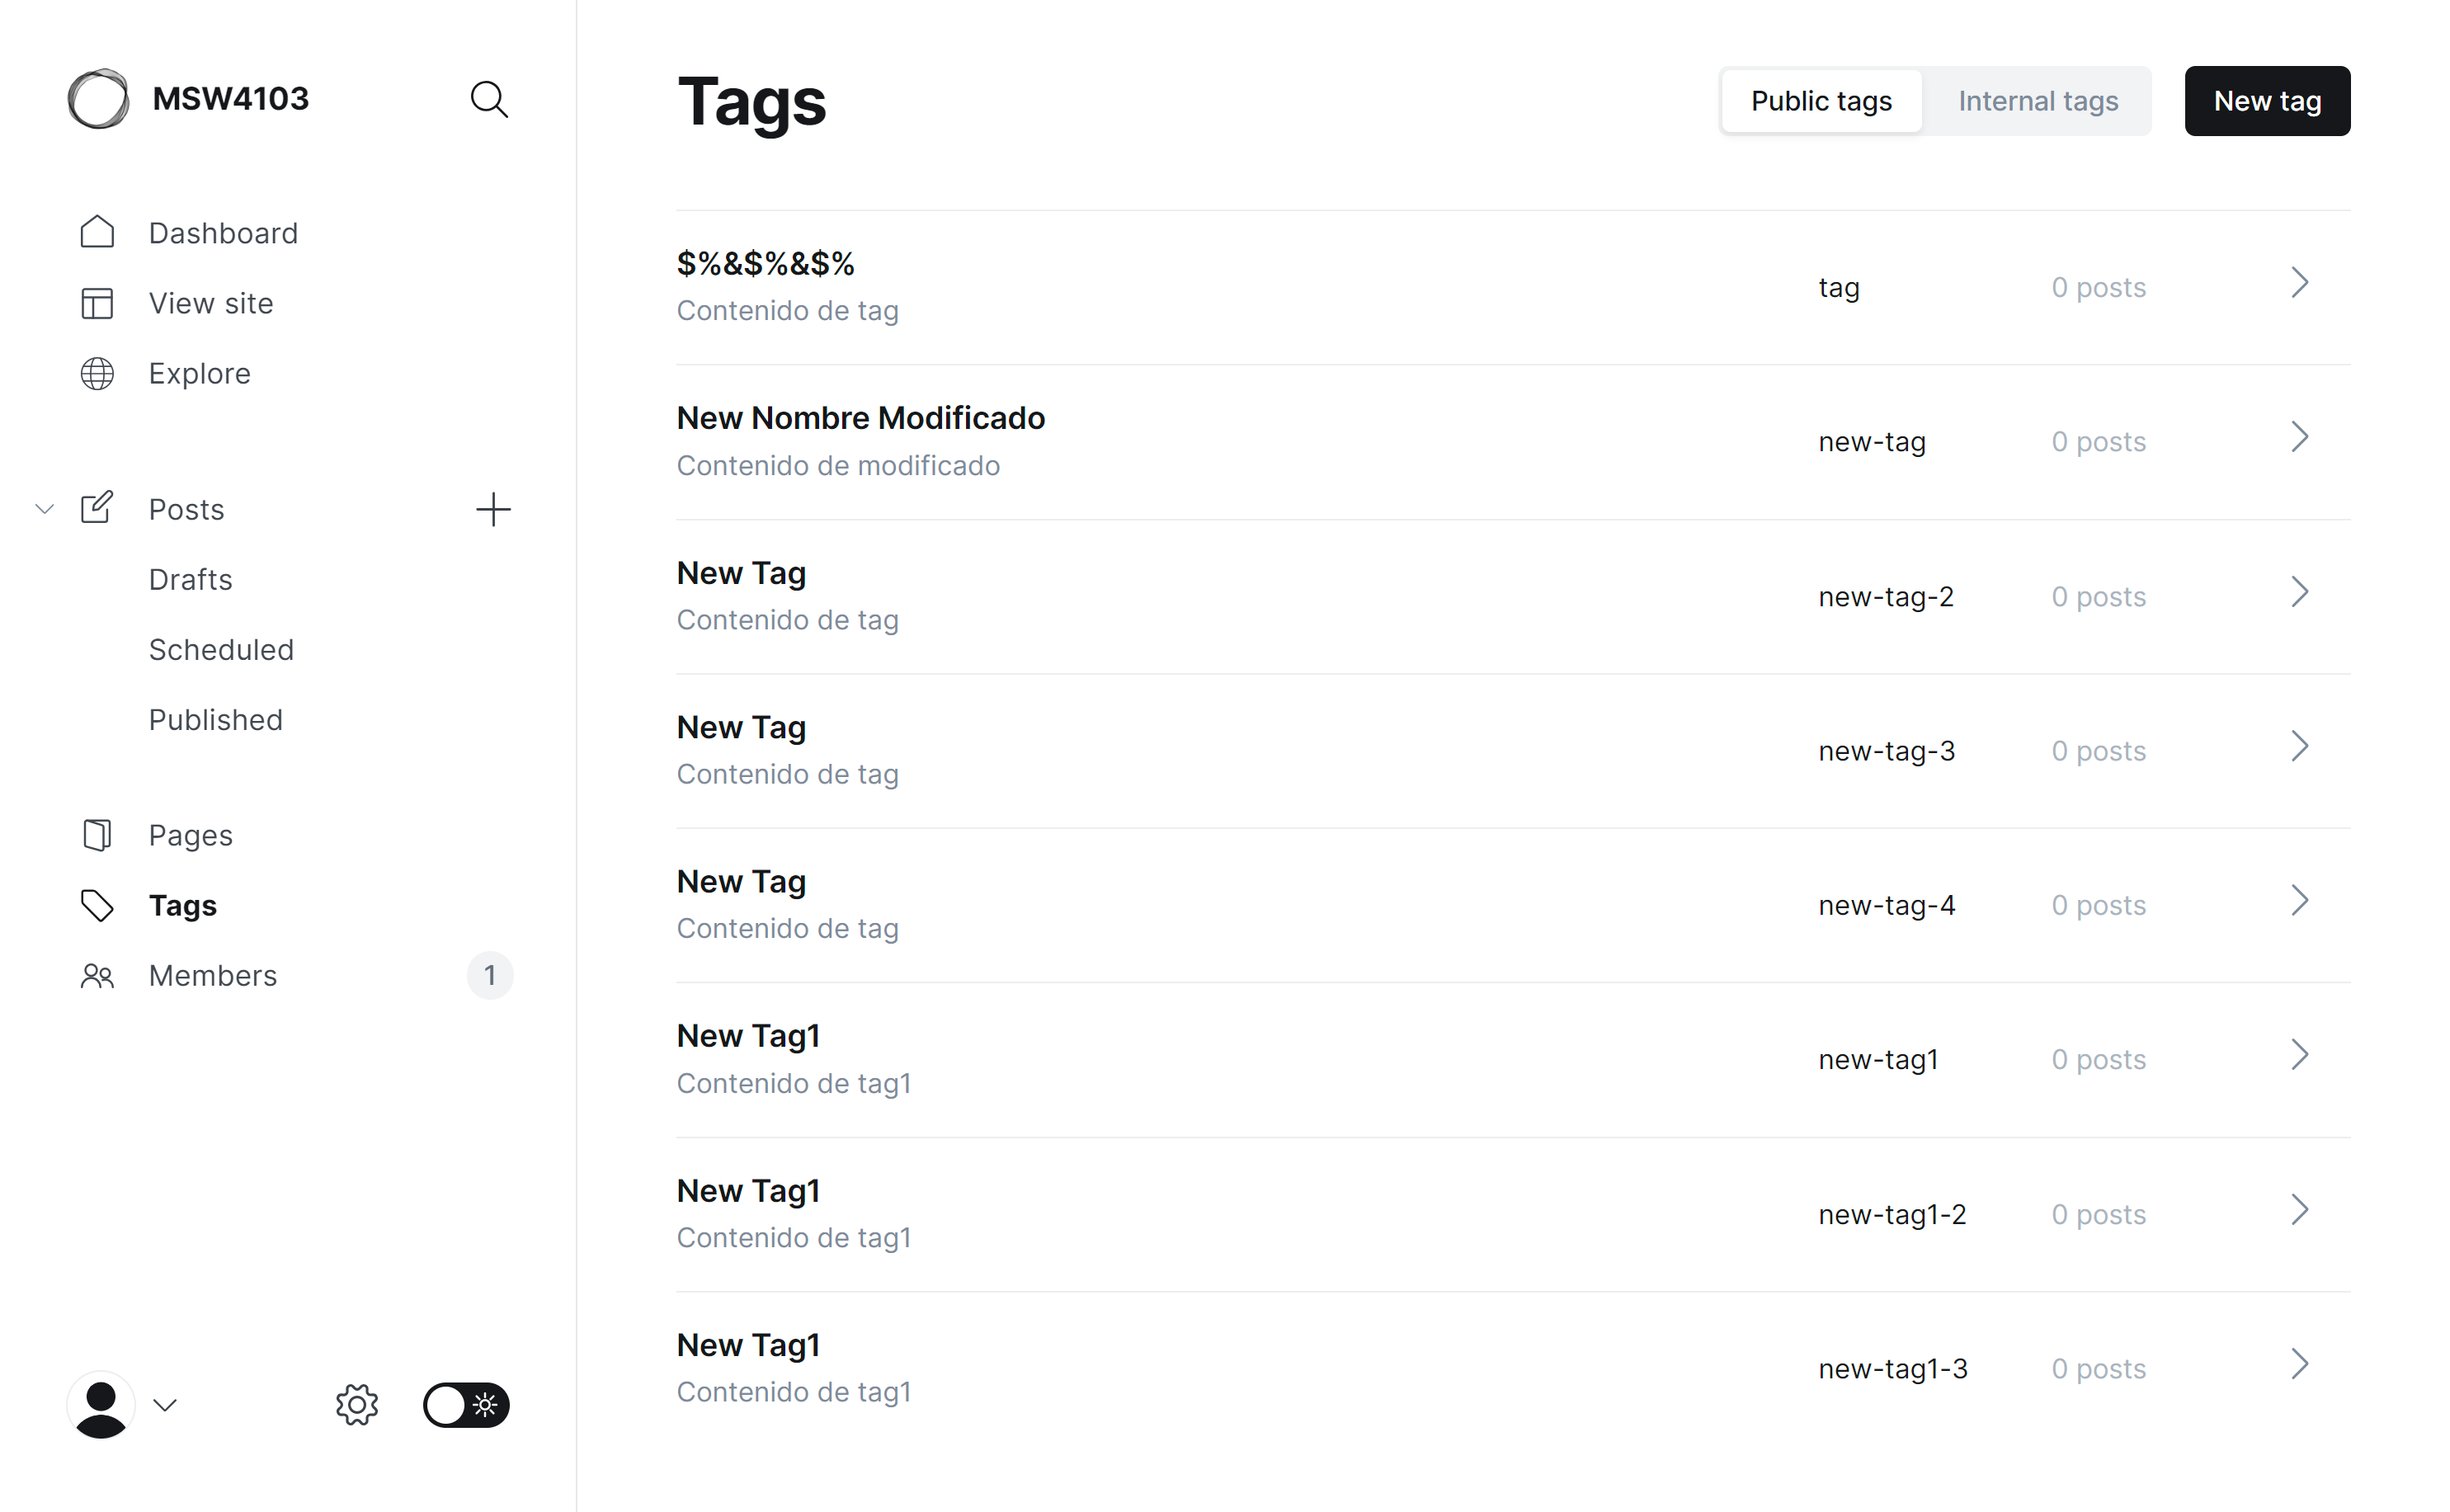 MSW4103
Dashboard
View site
Explore
Posts
Drafts
Scheduled
Published
Pages
Tags
Members 1
Tags
Public tags Internal tags New tag
$%&$%&$%
Contenido de tag
tag 0 posts
New Nombre Modificado
Contenido de modificado
new-tag 0 posts
New Tag
Contenido de tag
new-tag-2 0 posts
New Tag
Contenido de tag
new-tag-3 0 posts
New Tag
Contenido de tag
new-tag-4 0 posts
New Tag1
Contenido de tag1
new-tag1 0 posts
New Tag1
Contenido de tag1
new-tag1-2 0 posts
New Tag1
Contenido de tag1
new-tag1-3 0 posts